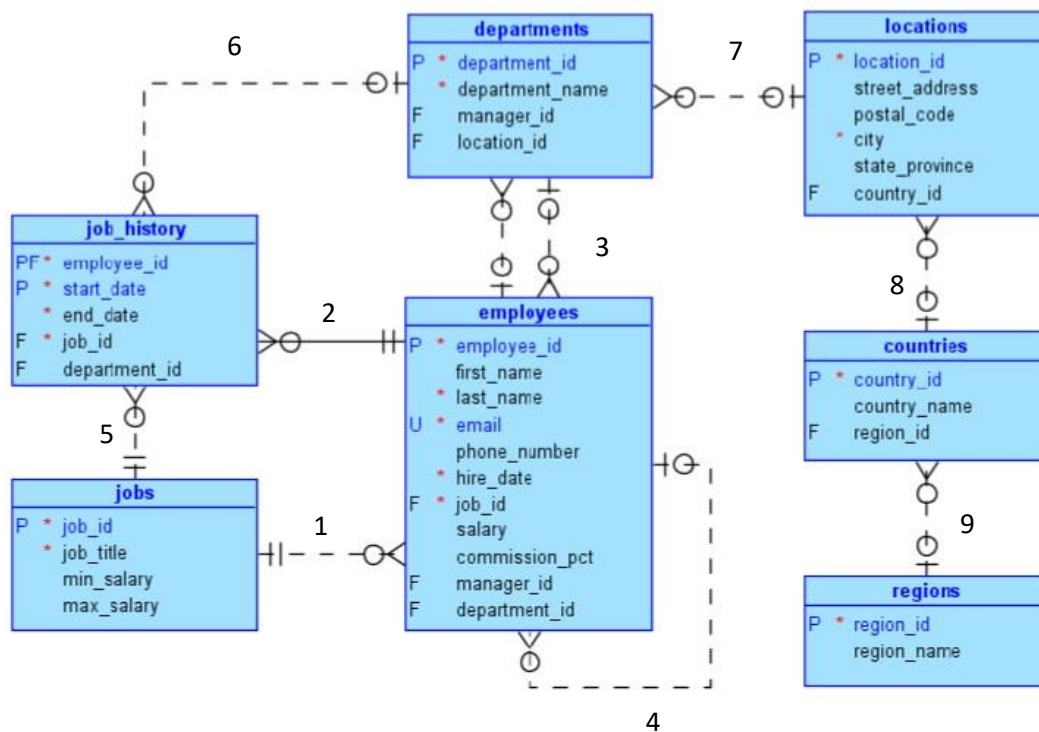 6
departments
P * department_id
* department_name
F manager_id
F location_id
7
locations
P * location_id
street_address
postal_code
* city
state_province
F country_id
job_history
PF * employee_id
P * start_date
* end_date
F * job_id
F department_id
2
3
employees
P * employee_id
first_name
* last_name
U * email
phone_number
* hire_date
F * job_id
salary
commission_pct
F manager_id
F department_id
8
countries
P * country_id
country_name
F region_id
5
jobs
P * job_id
* job_title
min_salary
max_salary
1
9
regions
P * region_id
region_name
4